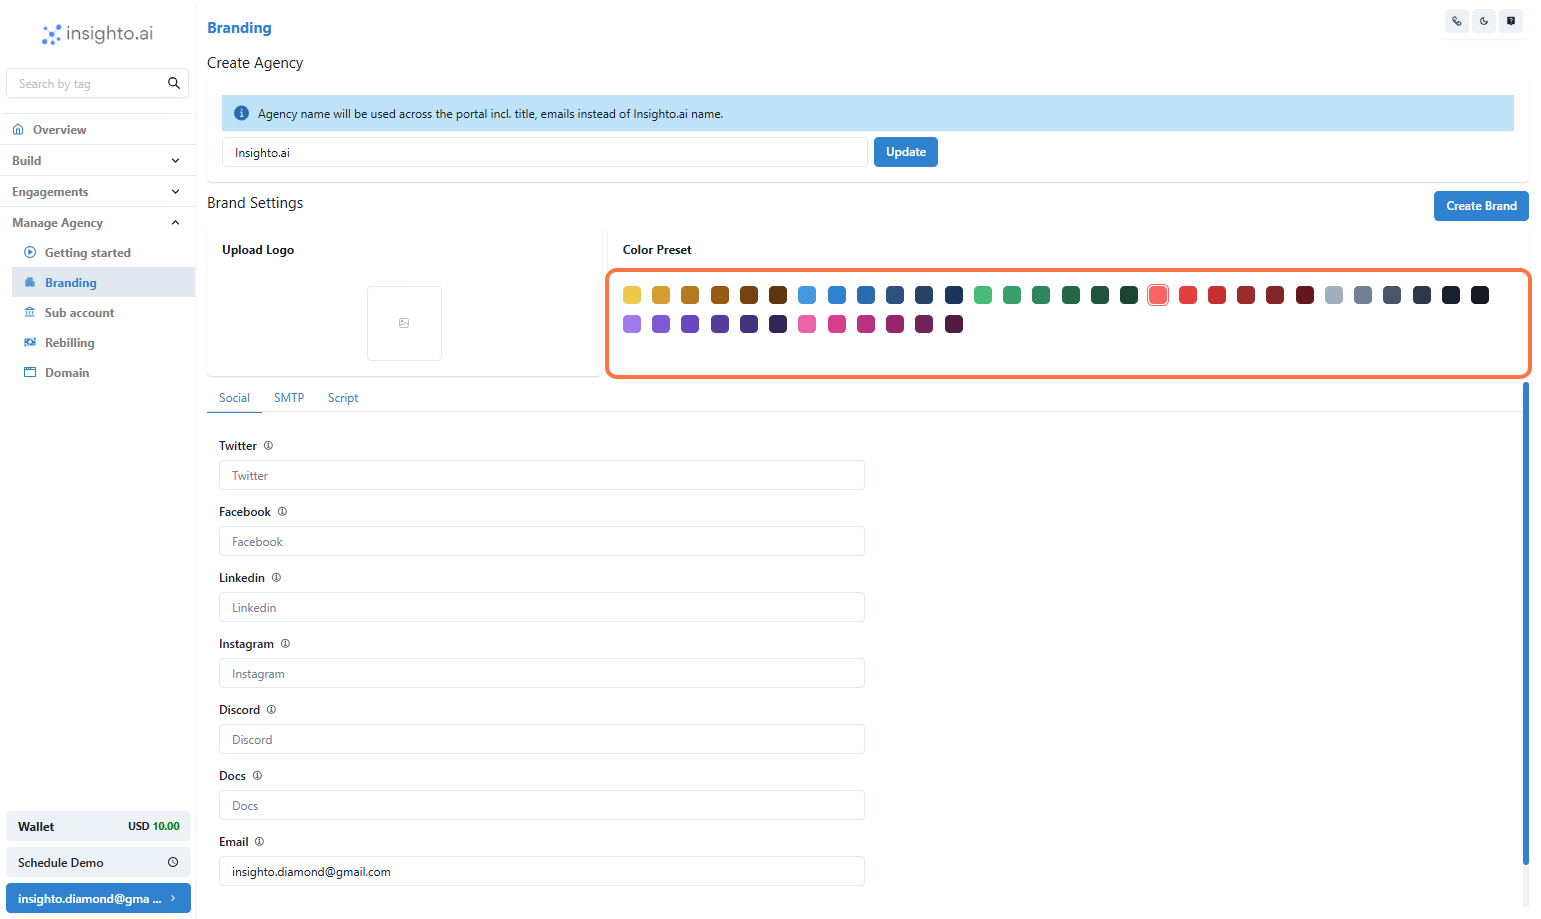 insighto.ai
Search by tag
Overview
Build
Engagements
Manage Agency
Getting started
Branding
Sub account
Rebilling
Domain
Wallet USD 10.00
Schedule Demo
insighto.diamond@gma ...
Branding
Create Agency
Agency name will be used across the portal incl. title, emails instead of Insighto.ai name.
Insighto.ai Update
Brand Settings Create Brand
Upload Logo
Color Preset
Social SMTP Script
Twitter
Twitter
Facebook
Facebook
Linkedin
Linkedin
Instagram
Instagram
Discord
Discord
Docs
Docs
Email
insighto.diamond@gmail.com